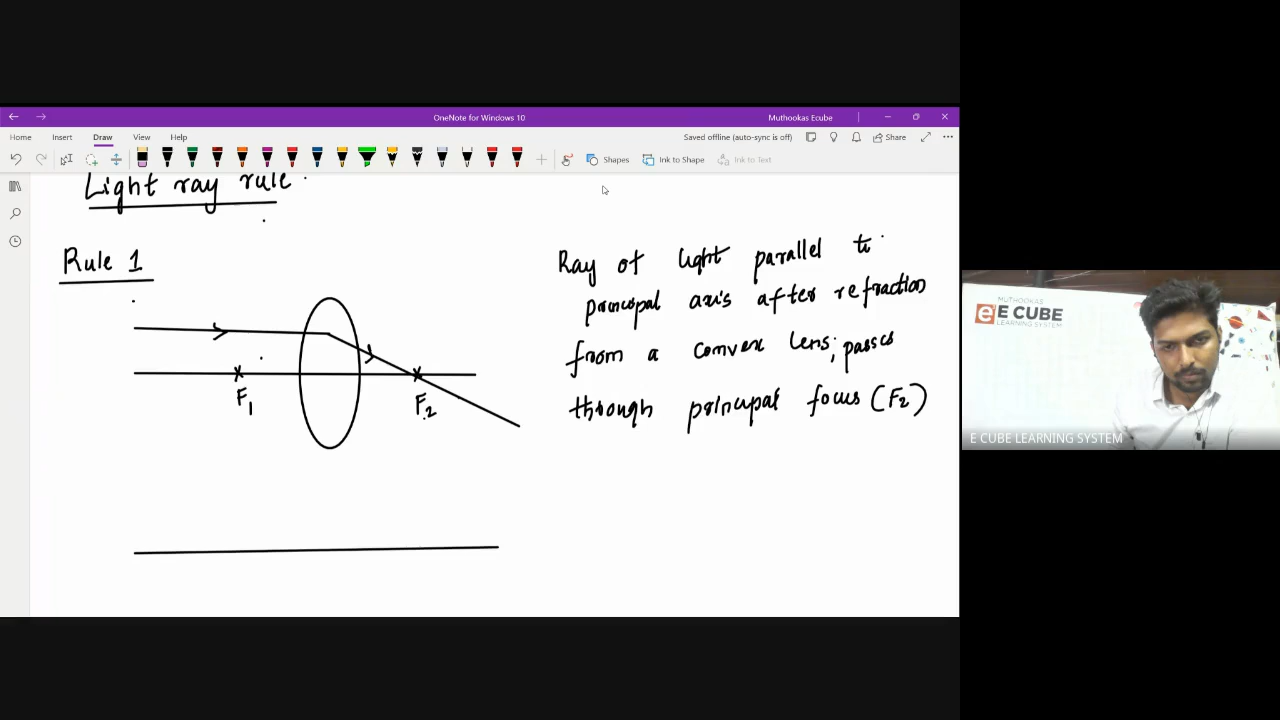 OneNote for Windows 10
Muthookas Ecube
Home Insert Draw View Help
Saved offline (auto-sync is off)
Share
Shapes
Ink to Shape
Ink to Text
Light ray rule
Rule 1
F1
F2
Ray of light parallel to
principal axis after refraction
from a convex lens; passes
through principal focus (F2)
MUTHOOKAS
e E CUBE
LEARNING SYSTEM
E CUBE LEARNING SYSTEM